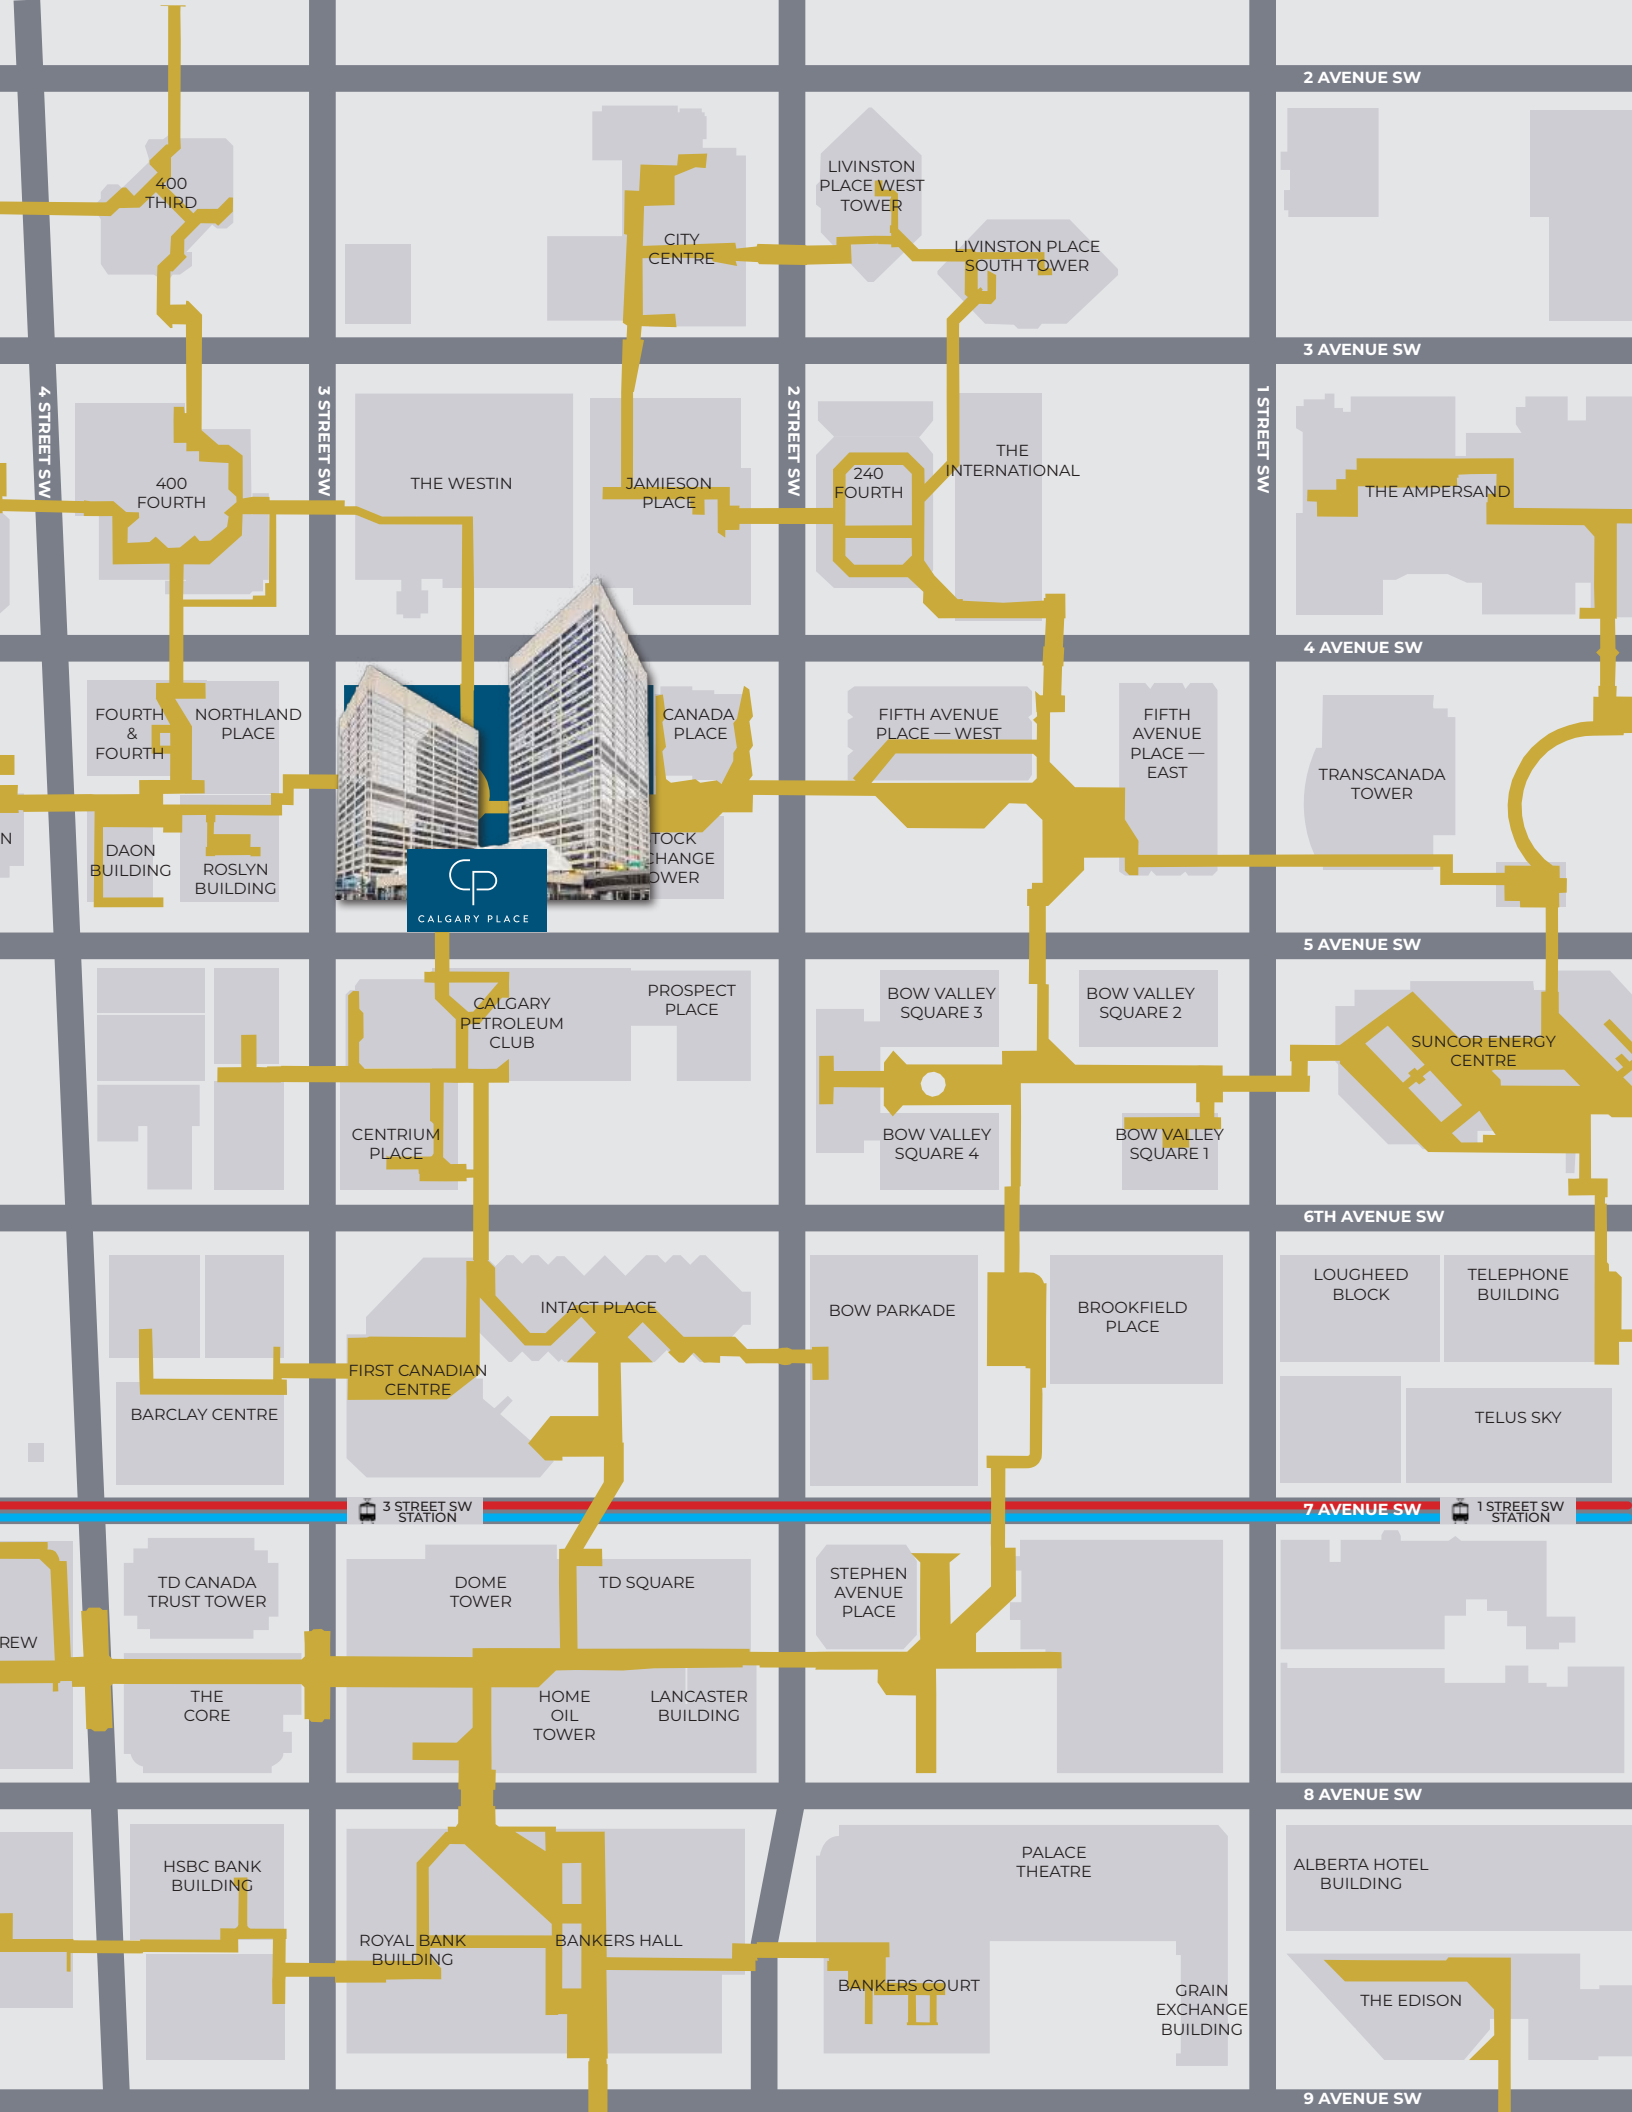 2 AVENUE SW
400
THIRD
LIVINSTON
PLACE WEST
TOWER
CITY
CENTRE
LIVINSTON PLACE
SOUTH TOWER
3 AVENUE SW
4 STREET SW
3 STREET SW
2 STREET SW
1 STREET SW
400
FOURTH
THE WESTIN
JAMIESON
PLACE
240
FOURTH
THE
INTERNATIONAL
THE AMPERSAND
4 AVENUE SW
FOURTH
&
FOURTH
NORTHLAND
PLACE
CANADA
PLACE
FIFTH AVENUE
PLACE — WEST
FIFTH
AVENUE
PLACE —
EAST
TRANSCANADA
TOWER
N
DAON
BUILDING
ROSLYN
BUILDING
TOCK
CHANGE
OWER
CP
CALGARY PLACE
5 AVENUE SW
CALGARY
PETROLEUM
CLUB
PROSPECT
PLACE
BOW VALLEY
SQUARE 3
BOW VALLEY
SQUARE 2
SUNCOR ENERGY
CENTRE
CENTRIUM
PLACE
BOW VALLEY
SQUARE 4
BOW VALLEY
SQUARE 1
6TH AVENUE SW
INTACT PLACE
BOW PARKADE
BROOKFIELD
PLACE
LOUGHEED
BLOCK
TELEPHONE
BUILDING
FIRST CANADIAN
CENTRE
BARCLAY CENTRE
TELUS SKY
3 STREET SW
STATION
7 AVENUE SW
1 STREET SW
STATION
TD CANADA
TRUST TOWER
DOME
TOWER
TD SQUARE
STEPHEN
AVENUE
PLACE
REW
THE
CORE
HOME
OIL
TOWER
LANCASTER
BUILDING
8 AVENUE SW
HSBC BANK
BUILDING
PALACE
THEATRE
ALBERTA HOTEL
BUILDING
ROYAL BANK
BUILDING
BANKERS HALL
BANKERS COURT
GRAIN
EXCHANGE
BUILDING
THE EDISON
9 AVENUE SW